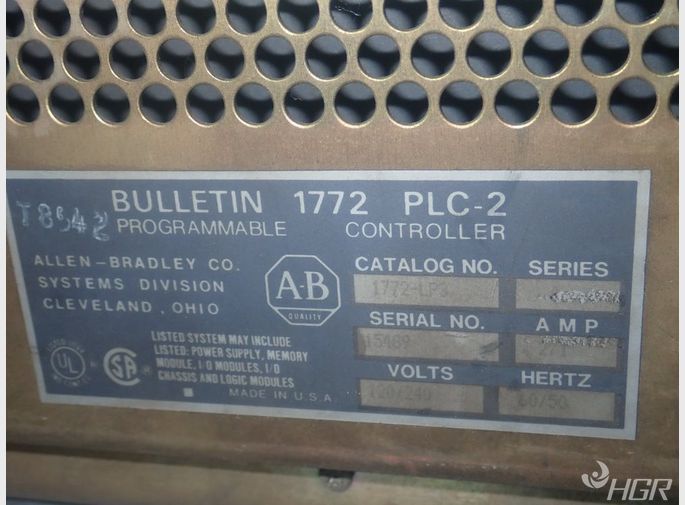 T8542
BULLETIN 1772 PLC-2
PROGRAMMABLE CONTROLLER
ALLEN-BRADLEY CO.
SYSTEMS DIVISION
CLEVELAND, OHIO
A-B
QUALITY
CATALOG NO. SERIES
1772-LP3
SERIAL NO. AMP
15489
VOLTS HERTZ
120/240 60/50
UL
SA
LISTED SYSTEM MAY INCLUDE
LISTED: POWER SUPPLY, MEMORY
MODULE, I/O MODULES, I/O
CHASSIS AND LOGIC MODULES
MADE IN U.S.A.
HGR